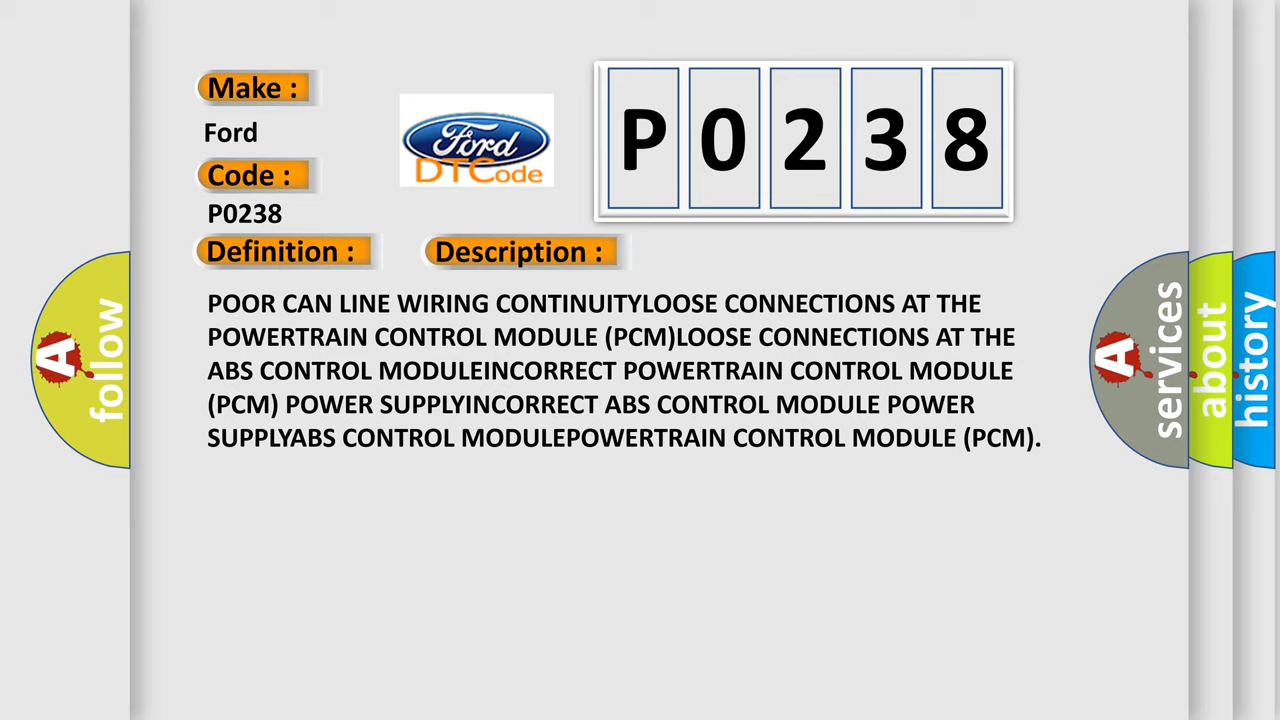 Make :
Ford
Code :
P0238
Ford
DTCode
P0238
Definition :
Description :
POOR CAN LINE WIRING CONTINUITYLOOSE CONNECTIONS AT THE
POWERTRAIN CONTROL MODULE (PCM)LOOSE CONNECTIONS AT THE
ABS CONTROL MODULEINCORRECT POWERTRAIN CONTROL MODULE
(PCM) POWER SUPPLYINCORRECT ABS CONTROL MODULE POWER
SUPPLYABS CONTROL MODULEPOWERTRAIN CONTROL MODULE (PCM).
A follow
A services
about
history